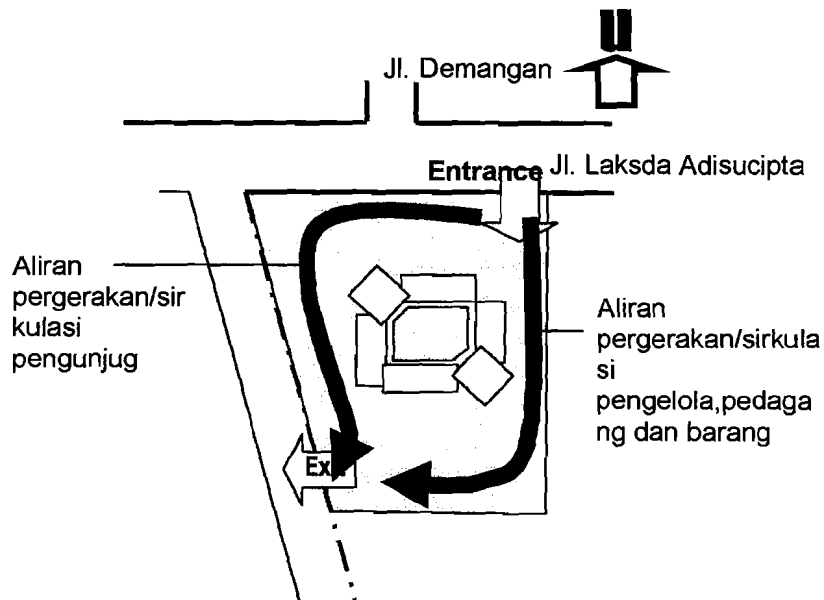 U
Jl. Demangan
Entrance
Jl. Laksda Adisucipta
Aliran
pergerakan/sir
kulasi
pengunjug
Aliran
pergerakan/sirkula
si
pengelola,pedaga
ng dan barang